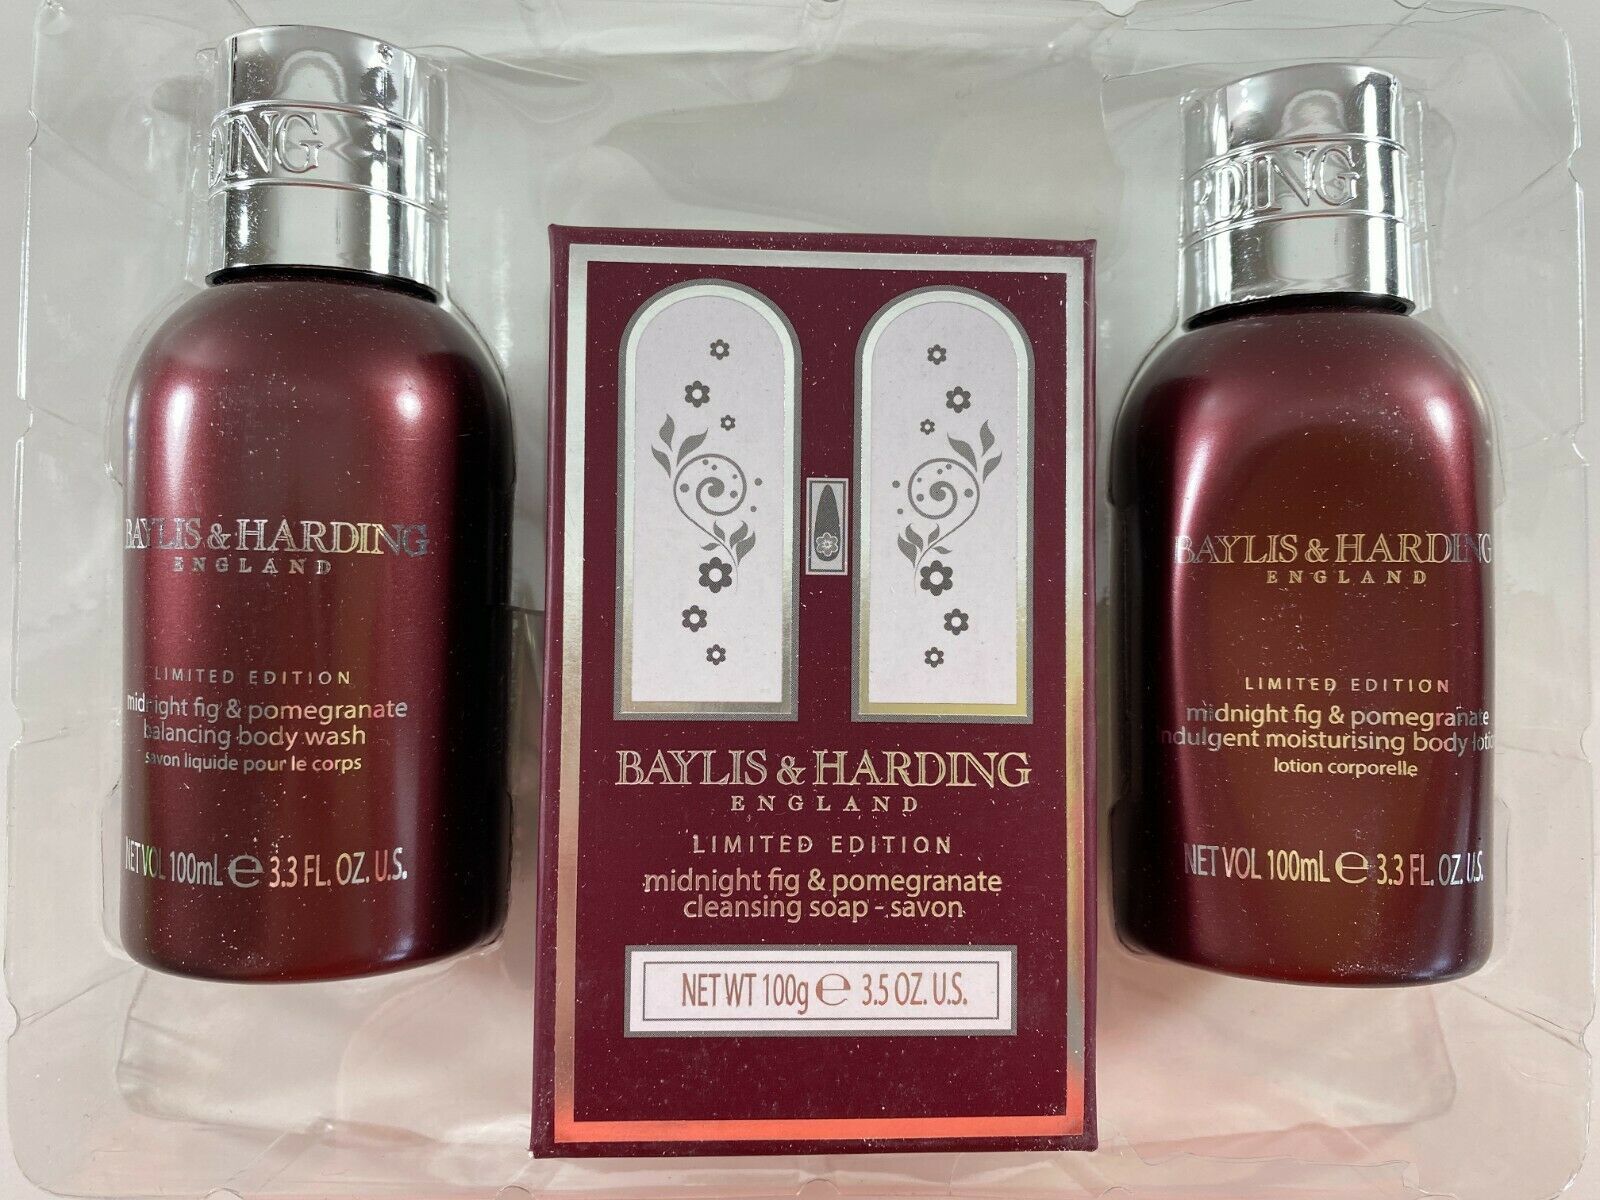 DING
BAYLIS & HARDING
ENGLAND
LIMITED EDITION
midnight fig & pomegranate
balancing body wash
savon liquide pour le corps
NET VOL 100mL e 3.3 FL. OZ. U.S.
BAYLIS & HARDING
ENGLAND
LIMITED EDITION
midnight fig & pomegranate
cleansing soap - savon
NET WT 100g e 3.5 OZ. U.S.
RDING
BAYLIS & HARDING
ENGLAND
LIMITED EDITION
midnight fig & pomegranate
ndulgent moisturising body lotio
lotion corporelle
NET VOL 100mL e 3.3 FL. OZ. U.S.